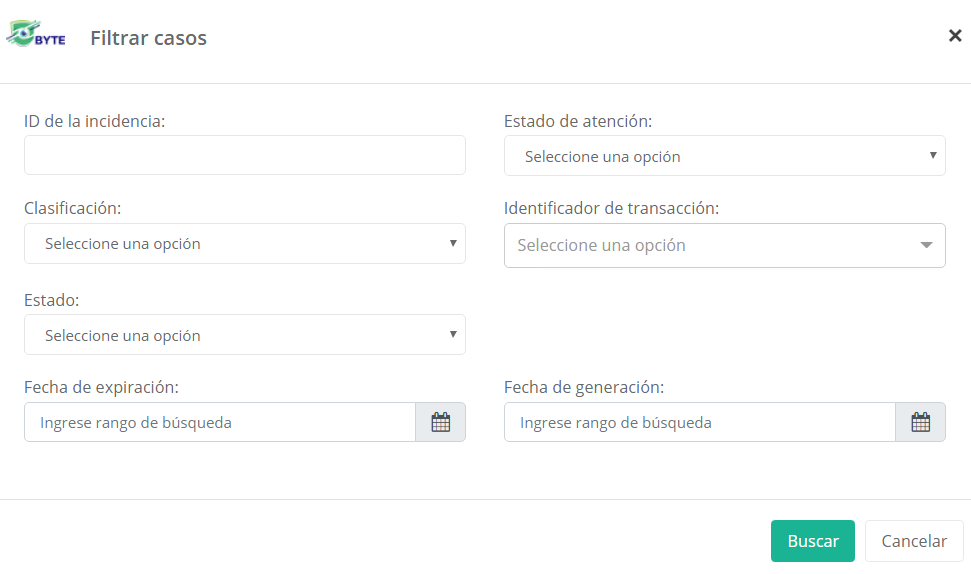 BYTE
Filtrar casos
ID de la incidencia:
Estado de atención:
Seleccione una opción
Clasificación:
Identificador de transacción:
Seleccione una opción
Seleccione una opción
Estado:
Seleccione una opción
Fecha de expiración:
Fecha de generación:
Ingrese rango de búsqueda
Ingrese rango de búsqueda
Buscar
Cancelar